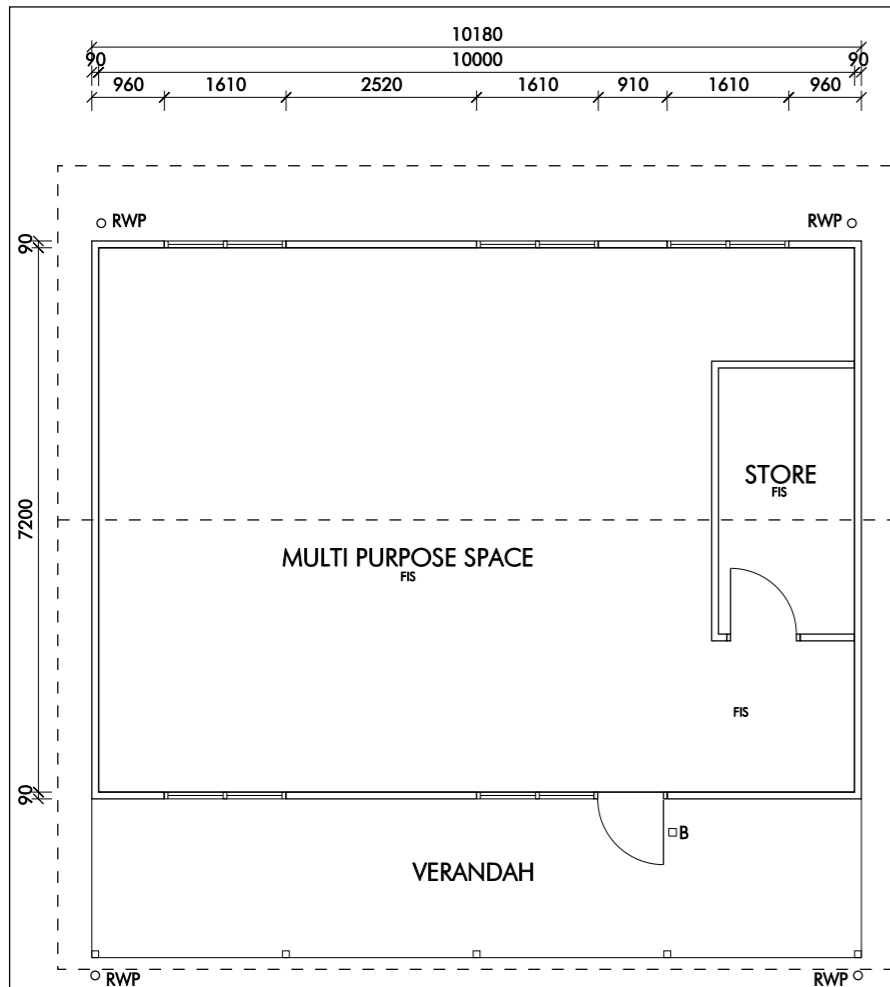 10180
90 10000 90
960 1610 2520 1610 910 1610 960
RWP RWP
90
STORE
FIS
7200
MULTI PURPOSE SPACE
FIS
FIS
90
B
VERANDAH
RWP RWP